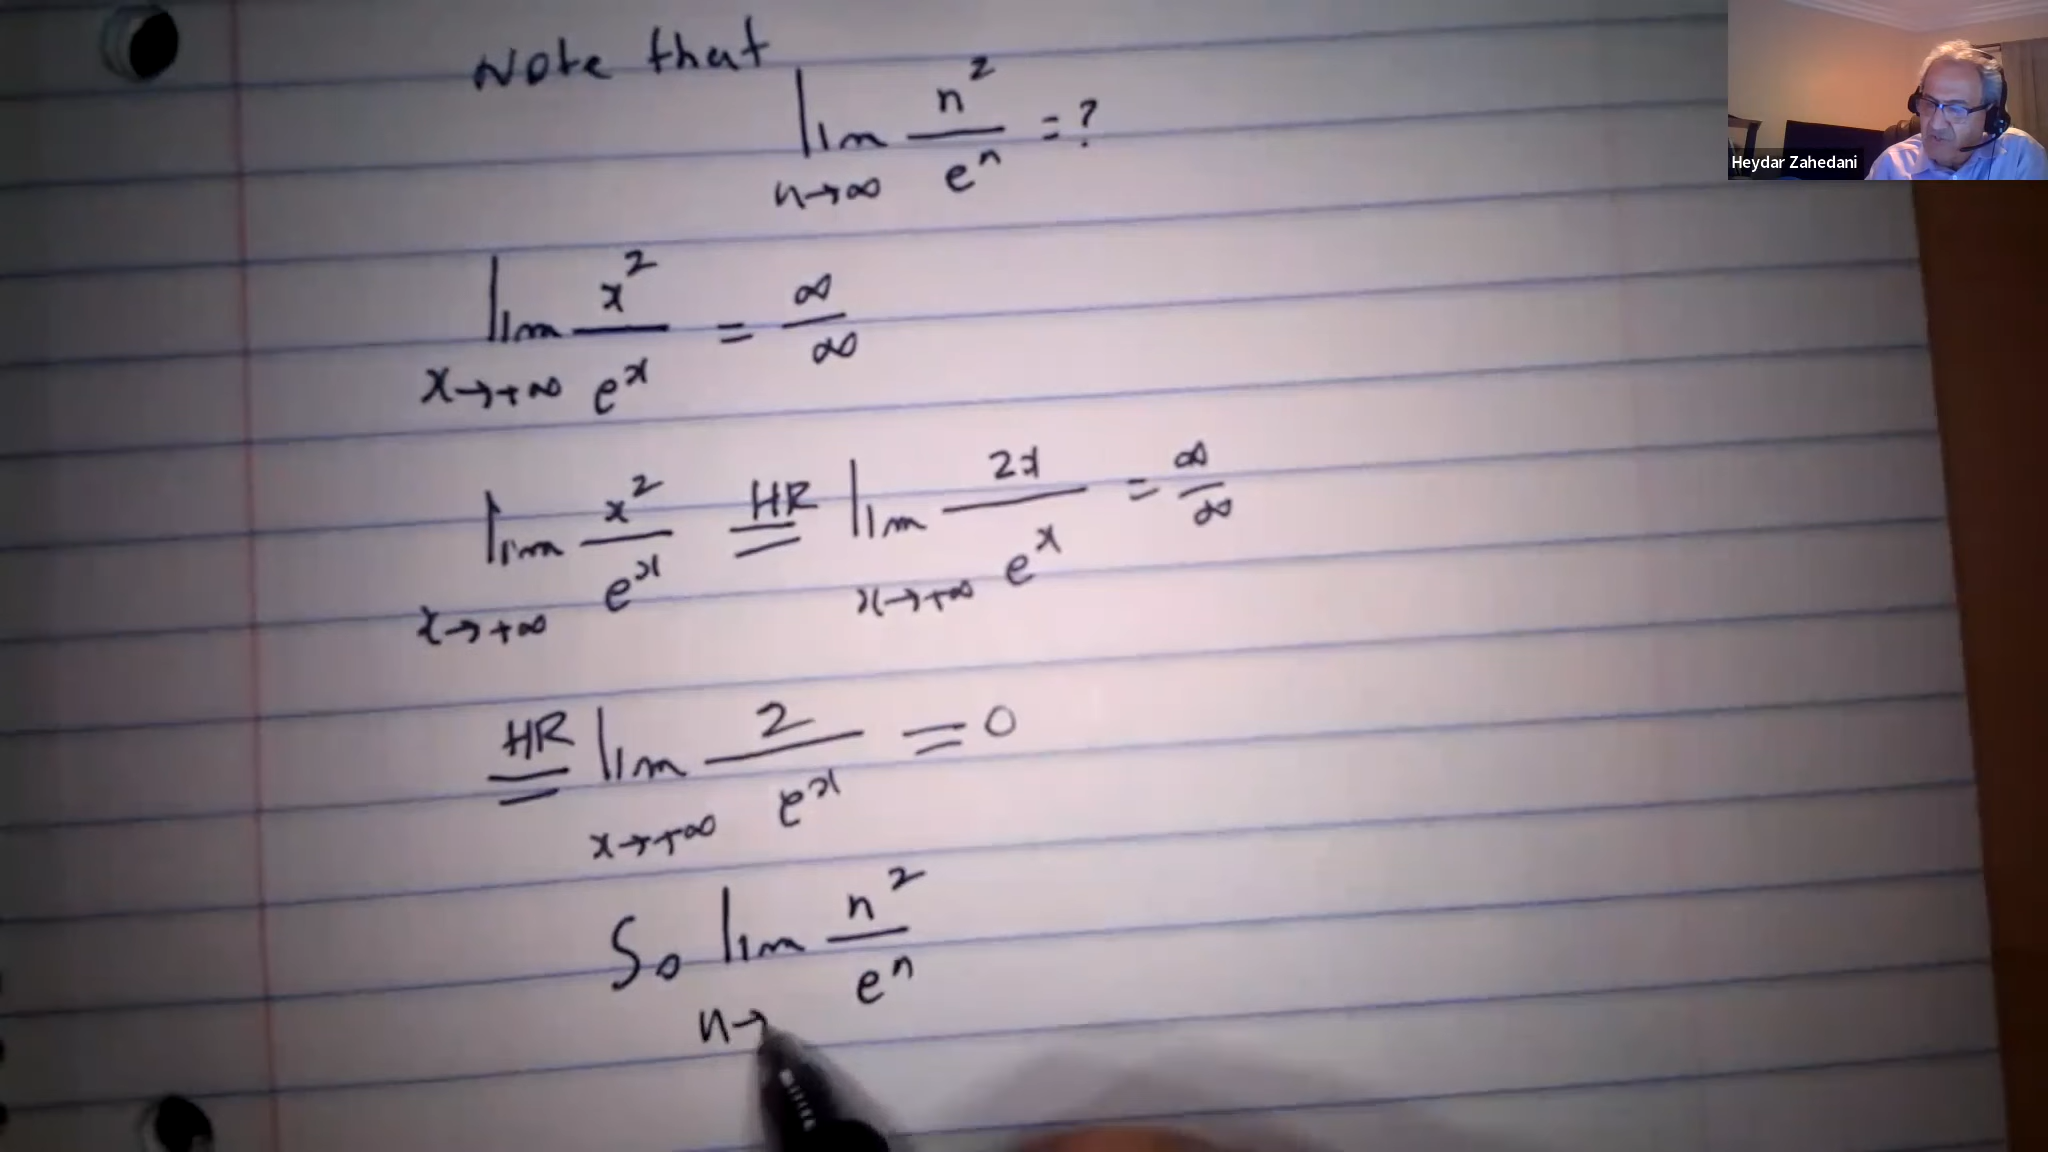 Note that
lim n→∞ n²/eⁿ = ?
Heydar Zahedani
lim x→+∞ x²/eˣ = ∞/∞
lim x→+∞ x²/eˣ =HR= lim x→+∞ 2x/eˣ = ∞/∞
=HR= lim x→+∞ 2/eˣ = 0
So lim n→ n²/eⁿ